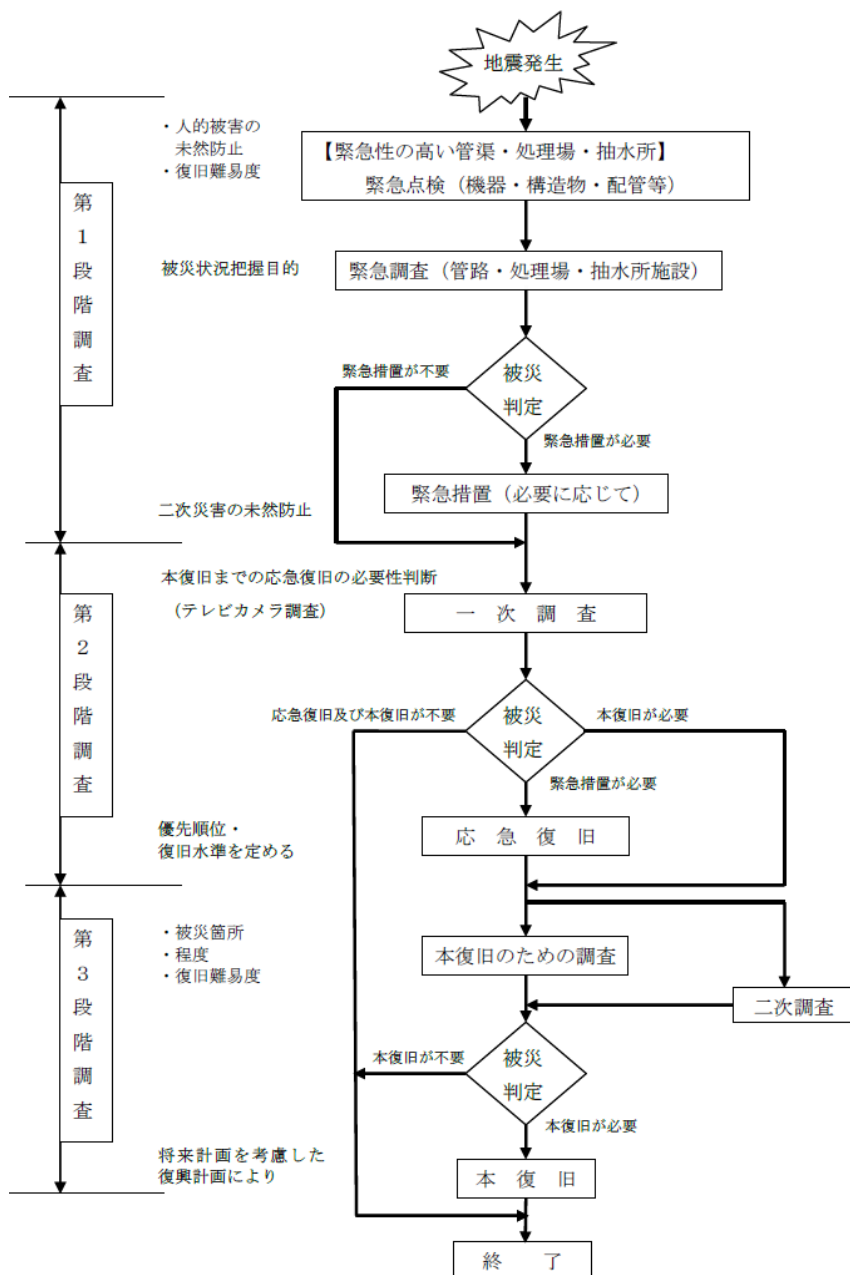 地震発生
・人的被害の
未然防止
・復旧難易度
【緊急性の高い管渠・処理場・抽水所】
緊急点検（機器・構造物・配管等）
第1段階調査
被災状況把握目的
緊急調査（管路・処理場・抽水所施設）
緊急措置が不要
被災
判定
緊急措置が必要
緊急措置（必要に応じて）
二次災害の未然防止
本復旧までの応急復旧の必要性判断
（テレビカメラ調査）
一次調査
第2段階調査
応急復旧及び本復旧が不要
被災
判定
本復旧が必要
緊急措置が必要
応急復旧
優先順位・
復旧水準を定める
第3段階調査
・被災箇所
・程度
・復旧難易度
本復旧のための調査
二次調査
本復旧が不要
被災
判定
本復旧が必要
将来計画を考慮した
復興計画により
本復旧
終了